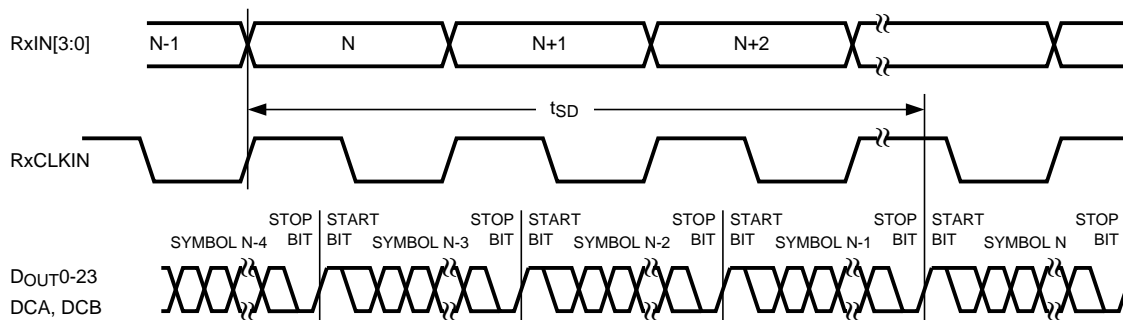 RxIN[3:0] N-1 N N+1 N+2
tSD
RxCLKIN
STOP BIT START BIT STOP BIT START BIT STOP BIT START BIT STOP BIT START BIT STOP BIT
SYMBOL N-4 SYMBOL N-3 SYMBOL N-2 SYMBOL N-1 SYMBOL N
DOUT0-23
DCA, DCB